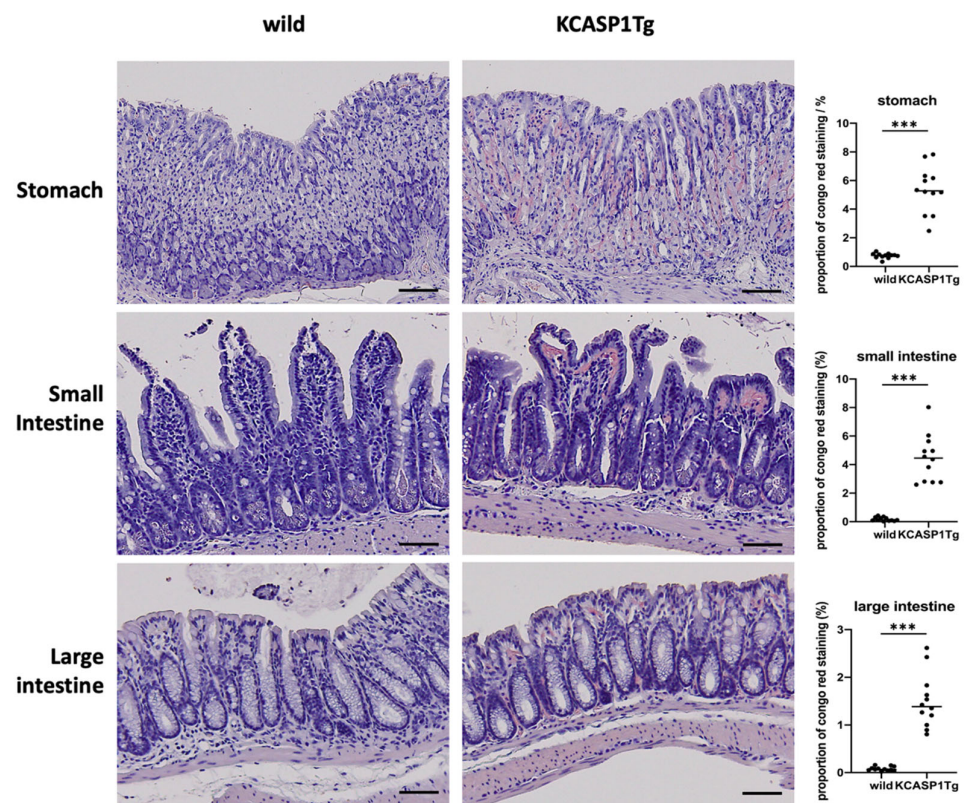 wild
KCASP1Tg
Stomach
stomach
proportion of congo red staining / %
10
8
6
4
2
0
***
wild KCASP1Tg
Small
Intestine
small intestine
proportion of congo red staining (%)
10
8
6
4
2
0
***
wild KCASP1Tg
Large
intestine
large intestine
proportion of congo red staining (%)
3
2
1
0
***
wild KCASP1Tg